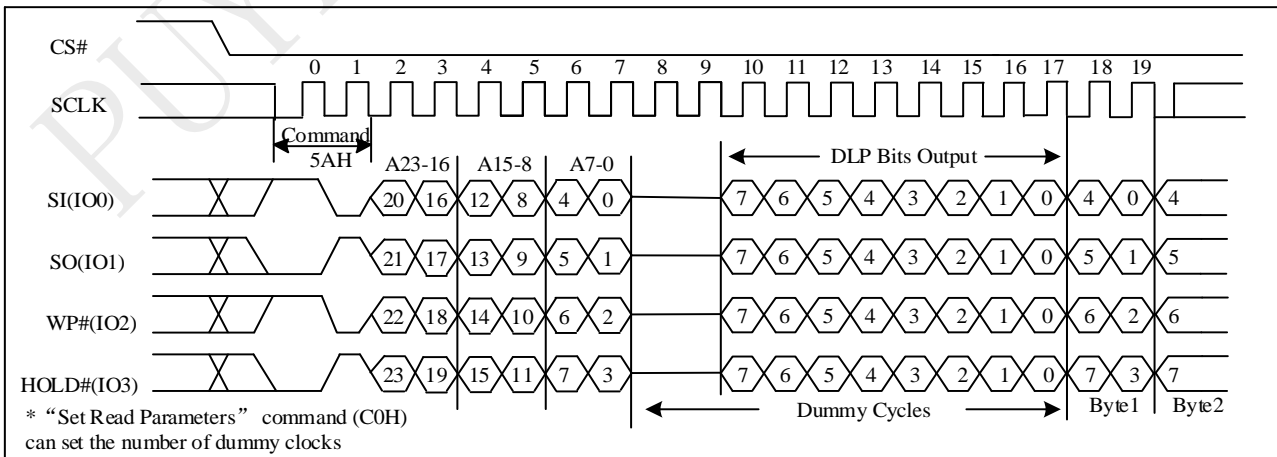 PUY
CS#
0 1 2 3 4 5 6 7 8 9 10 11 12 13 14 15 16 17 18 19
SCLK
Command
5AH
A23-16 A15-8 A7-0
DLP Bits Output
SI(IO0) 20 16 12 8 4 0 7 6 5 4 3 2 1 0 4 0 4
SO(IO1) 21 17 13 9 5 1 7 6 5 4 3 2 1 0 5 1 5
WP#(IO2) 22 18 14 10 6 2 7 6 5 4 3 2 1 0 6 2 6
HOLD#(IO3) 23 19 15 11 7 3 7 6 5 4 3 2 1 0 7 3 7
Dummy Cycles
Byte1 Byte2
* “Set Read Parameters” command (C0H)
can set the number of dummy clocks